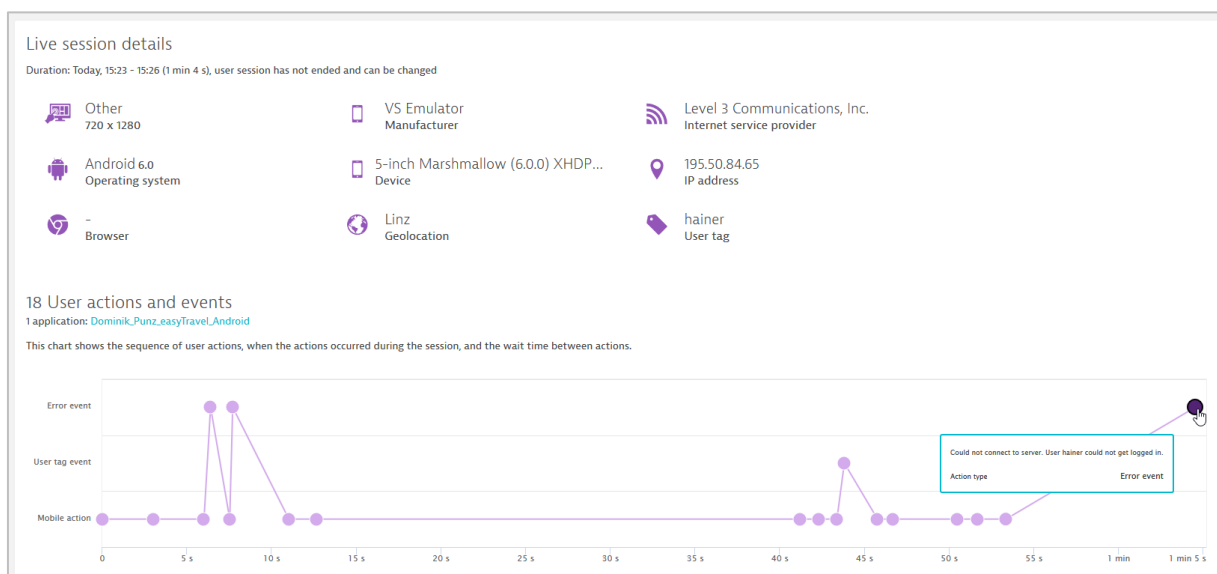 Live session details
Duration: Today, 15:23 - 15:26 (1 min 4 s), user session has not ended and can be changed
Other
720 x 1280
VS Emulator
Manufacturer
Level 3 Communications, Inc.
Internet service provider
Android 6.0
Operating system
5-inch Marshmallow (6.0.0) XHDP...
Device
195.50.84.65
IP address
-
Browser
Linz
Geolocation
hainer
User tag
18 User actions and events
1 application: Dominik_Punz_easyTravel_Android
This chart shows the sequence of user actions, when the actions occurred during the session, and the wait time between actions.
Error event
User tag event
Could not connect to server. User hainer could not get logged in.
Action type Error event
Mobile action
0 5 s 10 s 15 s 20 s 25 s 30 s 35 s 40 s 45 s 50 s 55 s 1 min 1 min 5 s